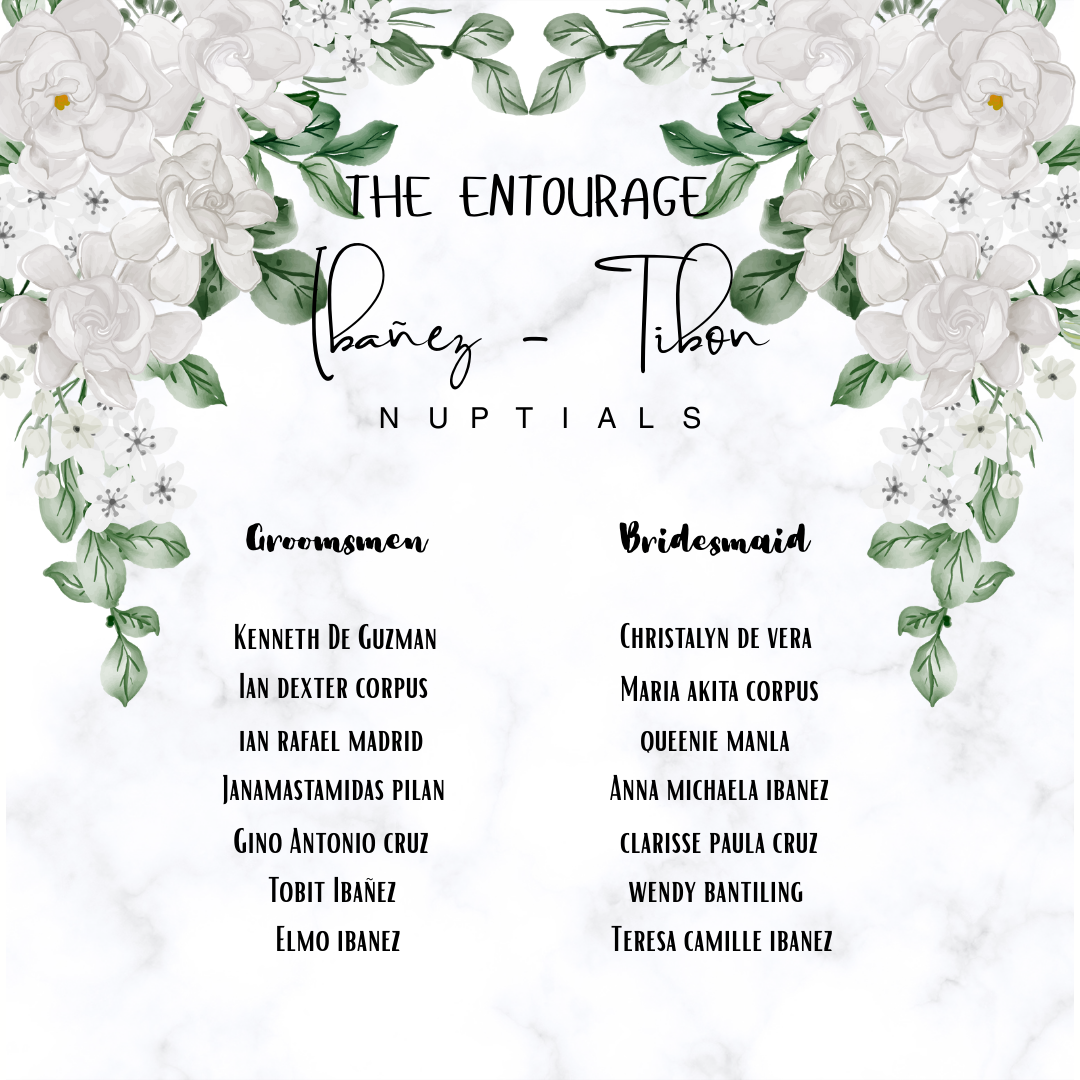 THE ENTOURAGE
Ibañez - Tibon
NUPTIALS
Groomsmen
Kenneth De Guzman
Ian dexter corpus
ian rafael madrid
Janamastamidas pilan
Gino Antonio cruz
Tobit Ibañez
Elmo ibanez
Bridesmaid
Christalyn de vera
Maria akita corpus
queenie manla
Anna michaela ibanez
clarisse paula cruz
wendy bantiling
Teresa camille ibanez